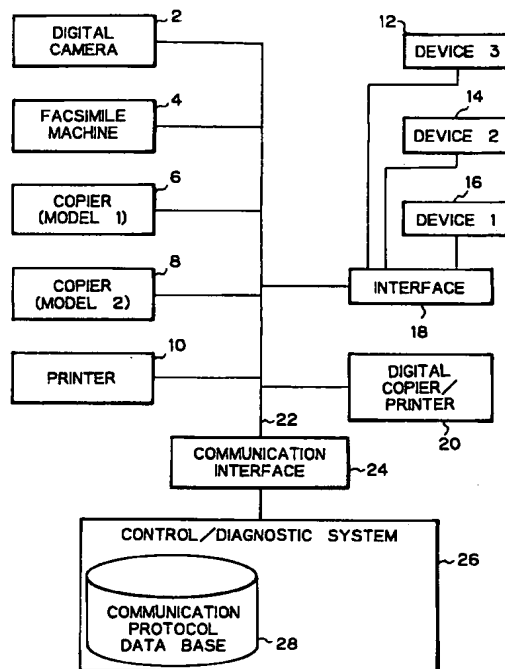 2
DIGITAL
CAMERA
4
FACSIMILE
MACHINE
6
COPIER
(MODEL 1)
8
COPIER
(MODEL 2)
10
PRINTER
12
DEVICE 3
14
DEVICE 2
16
DEVICE 1
INTERFACE
18
DIGITAL
COPIER/
PRINTER
20
22
COMMUNICATION
INTERFACE
24
CONTROL/DIAGNOSTIC SYSTEM
26
COMMUNICATION
PROTOCOL
DATA BASE
28